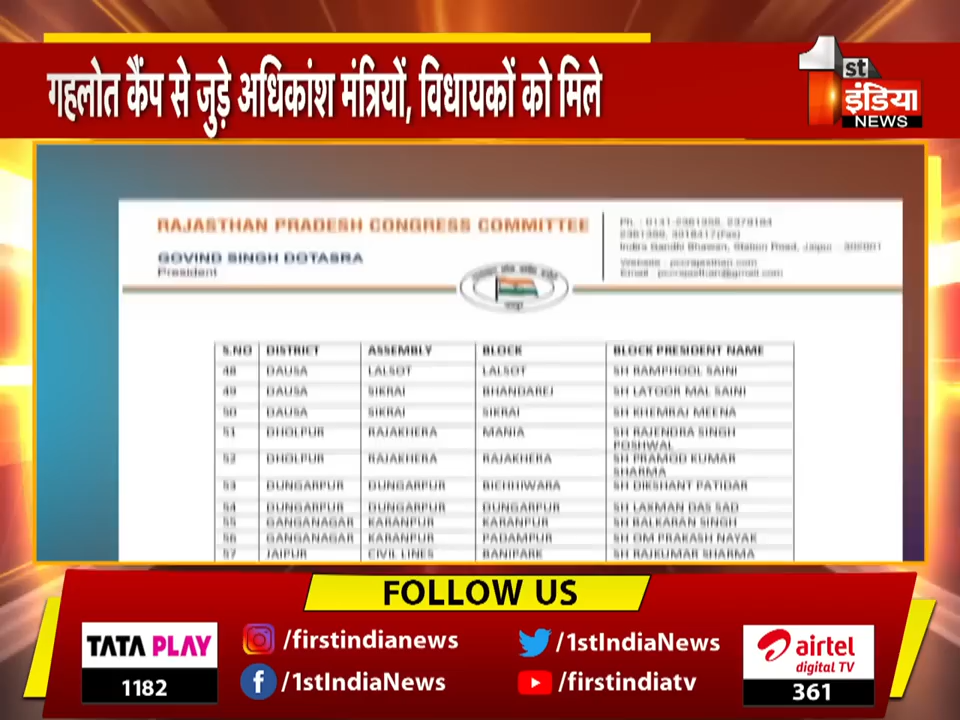 गहलोत कैंप से जुड़े अधिकांश मंत्रियों, विधायकों को मिले
1st
इंडिया
NEWS
RAJASTHAN PRADESH CONGRESS COMMITTEE
GOVIND SINGH DOTASRA
President
Indra Gandhi Bhawan, Station Road, Jaipur
S.NO DISTRICT ASSEMBLY BLOCK BLOCK PRESIDENT NAME
48 DAUSA LALSOT LALSOT SH RAMPHOOL SAINI
49 DAUSA SIKRAI BHANDAREJ SH LATOOR MAL SAINI
50 DAUSA SIKRAI SIKRAI SH KHEMRAJ MEENA
51 DHOLPUR RAJAKHERA MANIA SH RAJENDRA SINGH
POSHWAL
52 DHOLPUR RAJAKHERA RAJAKHERA SH PRAMOD KUMAR
SHARMA
53 DUNGARPUR DUNGARPUR BICHHIWARA SH DIKSHANT PATIDAR
54 DUNGARPUR DUNGARPUR DUNGARPUR SH LAXMAN DAS SAD
55 GANGANAGAR KARANPUR KARANPUR SH BALKARAN SINGH
56 GANGANAGAR KARANPUR PADAMPUR SH OM PRAKASH NAYAK
57 JAIPUR CIVIL LINES BANIPARK SH RAJKUMAR SHARMA
FOLLOW US
TATA PLAY
1182
/firstindianews
/1stIndiaNews
/1stIndiaNews
/firstindiatv
airtel
digital TV
361